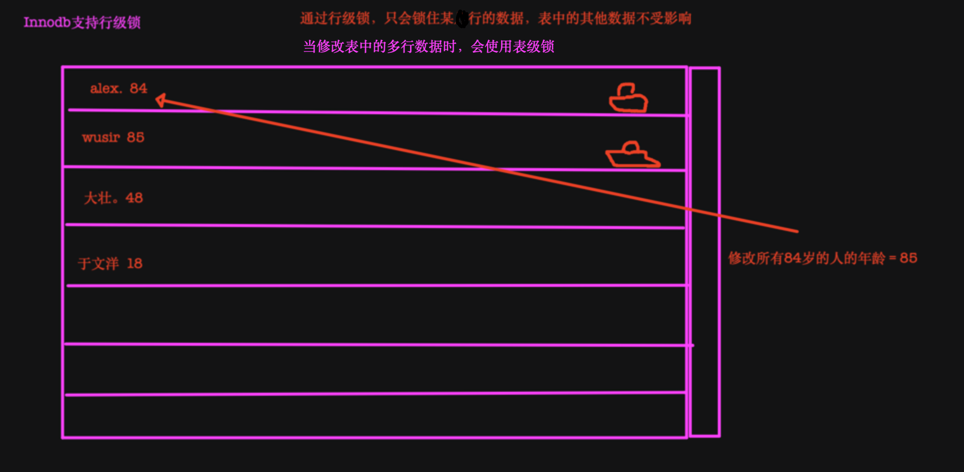 Innodb支持行级锁
通过行级锁，只会锁住某行的数据，表中的其他数据不受影响
当修改表中的多行数据时，会使用表级锁
alex. 84
wusir 85
大壮。48
于文洋 18
修改所有84岁的人的年龄＝85